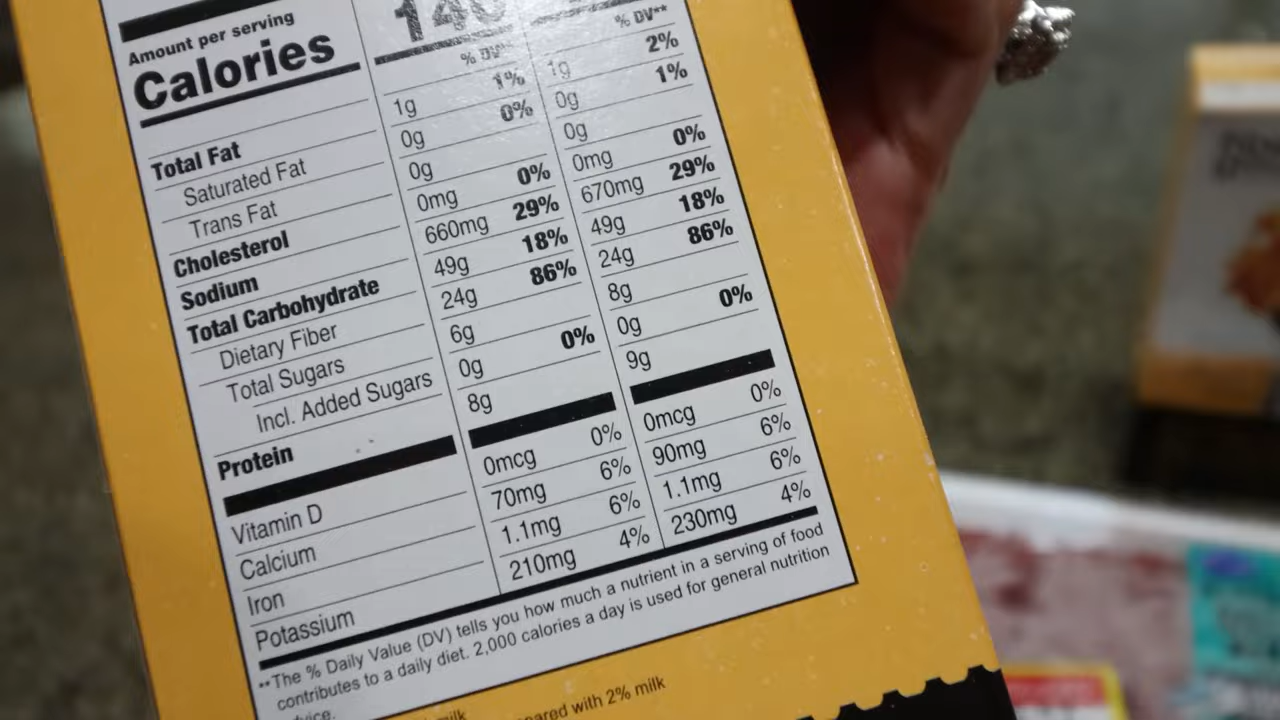 Amount per serving
Calories 140
% DV** % DV**
Total Fat 1g 1% 1g 2%
Saturated Fat 0g 0% 0g 1%
Trans Fat 0g 0g
Cholesterol 0mg 0% 0mg 0%
Sodium 660mg 29% 670mg 29%
Total Carbohydrate 49g 18% 49g 18%
Dietary Fiber 24g 86% 24g 86%
Total Sugars 6g 8g
Incl. Added Sugars 0g 0% 0g 0%
Protein 8g 9g
Vitamin D 0mcg 0% 0mcg 0%
Calcium 70mg 6% 90mg 6%
Iron 1.1mg 6% 1.1mg 6%
Potassium 210mg 4% 230mg 4%
**The % Daily Value (DV) tells you how much a nutrient in a serving of food
contributes to a daily diet. 2,000 calories a day is used for general nutrition
milk with 2% milk